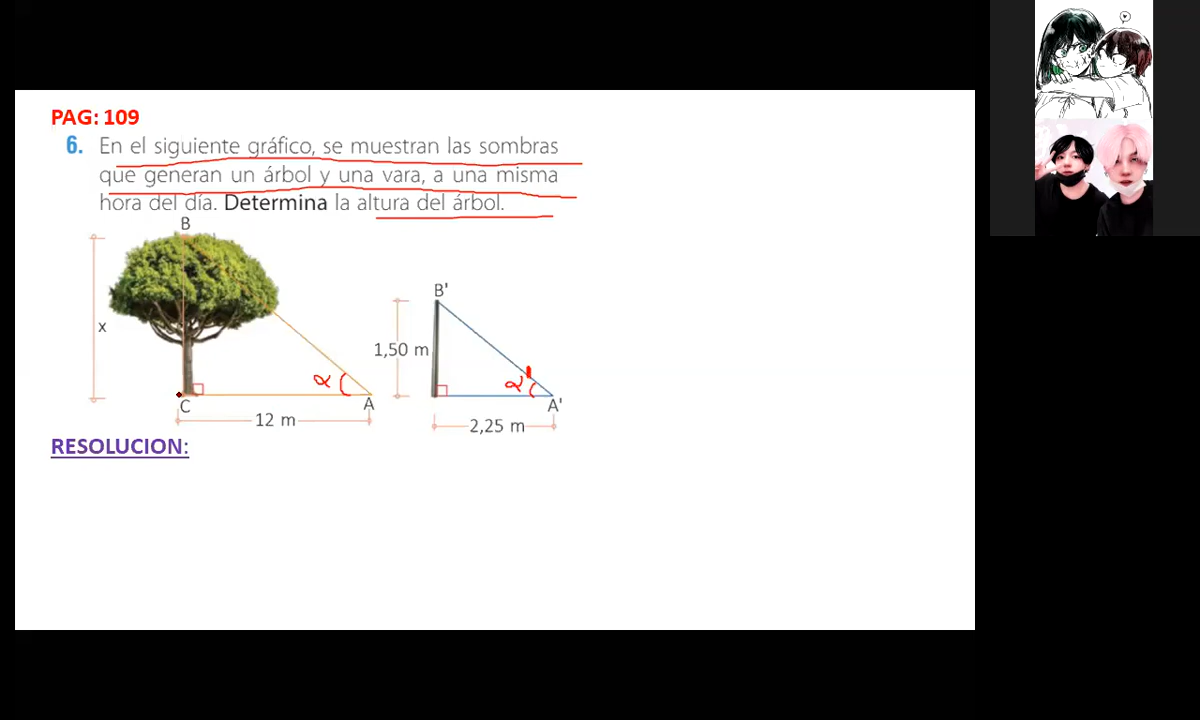 PAG: 109
6. En el siguiente gráfico, se muestran las sombras
que generan un árbol y una vara, a una misma
hora del día. Determina la altura del árbol.
B
B'
x
1,50 m
α
α'
C
A
A'
12 m
2,25 m
RESOLUCION: